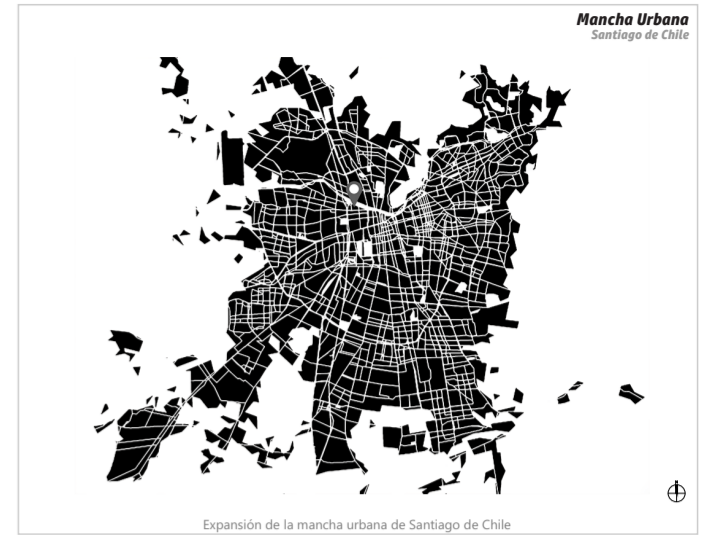 Mancha Urbana
Santiago de Chile
Expansión de la mancha urbana de Santiago de Chile